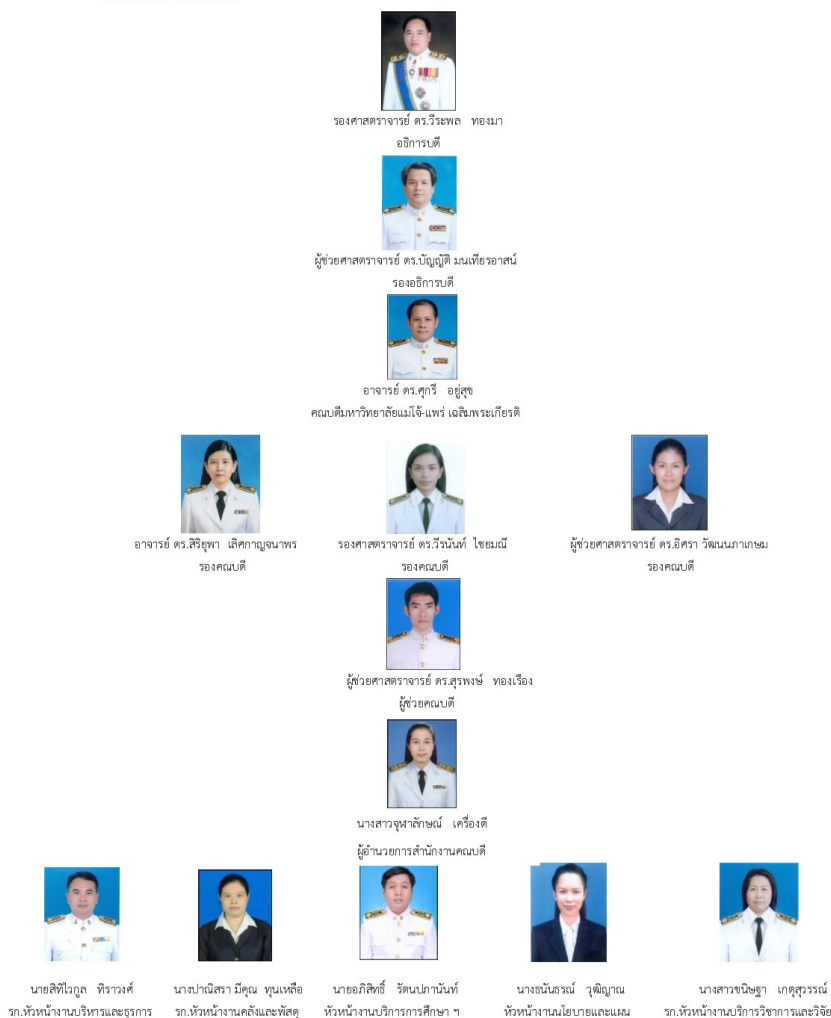 รองศาสตราจารย์ ดร.วีระพล ทองมา
อธิการบดี
ผู้ช่วยศาสตราจารย์ ดร.บัญญัติ มนเทียรอาสน์
รองอธิการบดี
อาจารย์ ดร.ศุกรี อยู่สุข
คณบดีมหาวิทยาลัยแม่โจ้-แพร่ เฉลิมพระเกียรติ
อาจารย์ ดร.สิริยุพา เลิศกาญจนาพร
รองศาสตราจารย์ ดร.วีรนันท์ ไชยมณี
ผู้ช่วยศาสตราจารย์ ดร.อิศรา วัฒนนภาเกษม
รองคณบดี
รองคณบดี
รองคณบดี
ผู้ช่วยศาสตราจารย์ ดร.สุรพงษ์ ทองเรือง
ผู้ช่วยคณบดี
นางสาวจุฬาลักษณ์ เครื่องดี
ผู้อำนวยการสำนักงานคณบดี
นายสิทิไวกูล ทิราวงศ์
นางปาณิสรา มีคุณ ทุนเหลือ
นายอภิสิทธิ์ รัตนปกานันท์
นางธนันธรณ์ วุฒิญาณ
นางสาวขนิษฐา เกตุสุวรรณ์
รก.หัวหน้างานบริหารและธุรการ
รก.หัวหน้างานคลังและพัสดุ
หัวหน้างานบริการการศึกษา ฯ
หัวหน้างานนโยบายและแผน
รก.หัวหน้างานบริการวิชาการและวิจัย